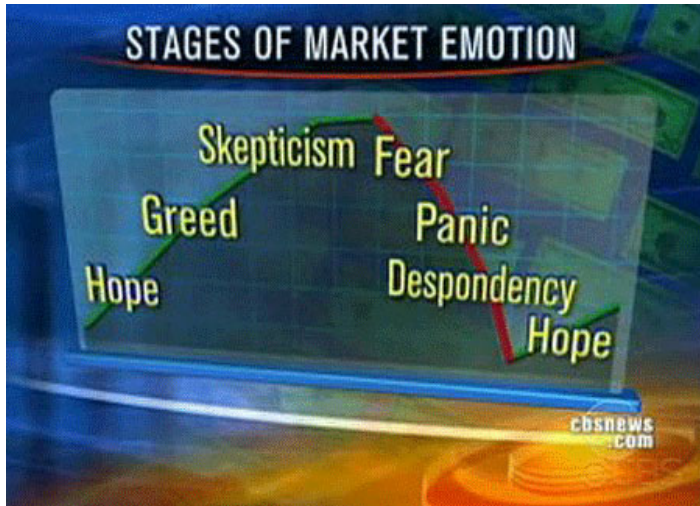 STAGES OF MARKET EMOTION
Skepticism Fear
Greed Panic
Hope Despondency
Hope
cbsnews
.com